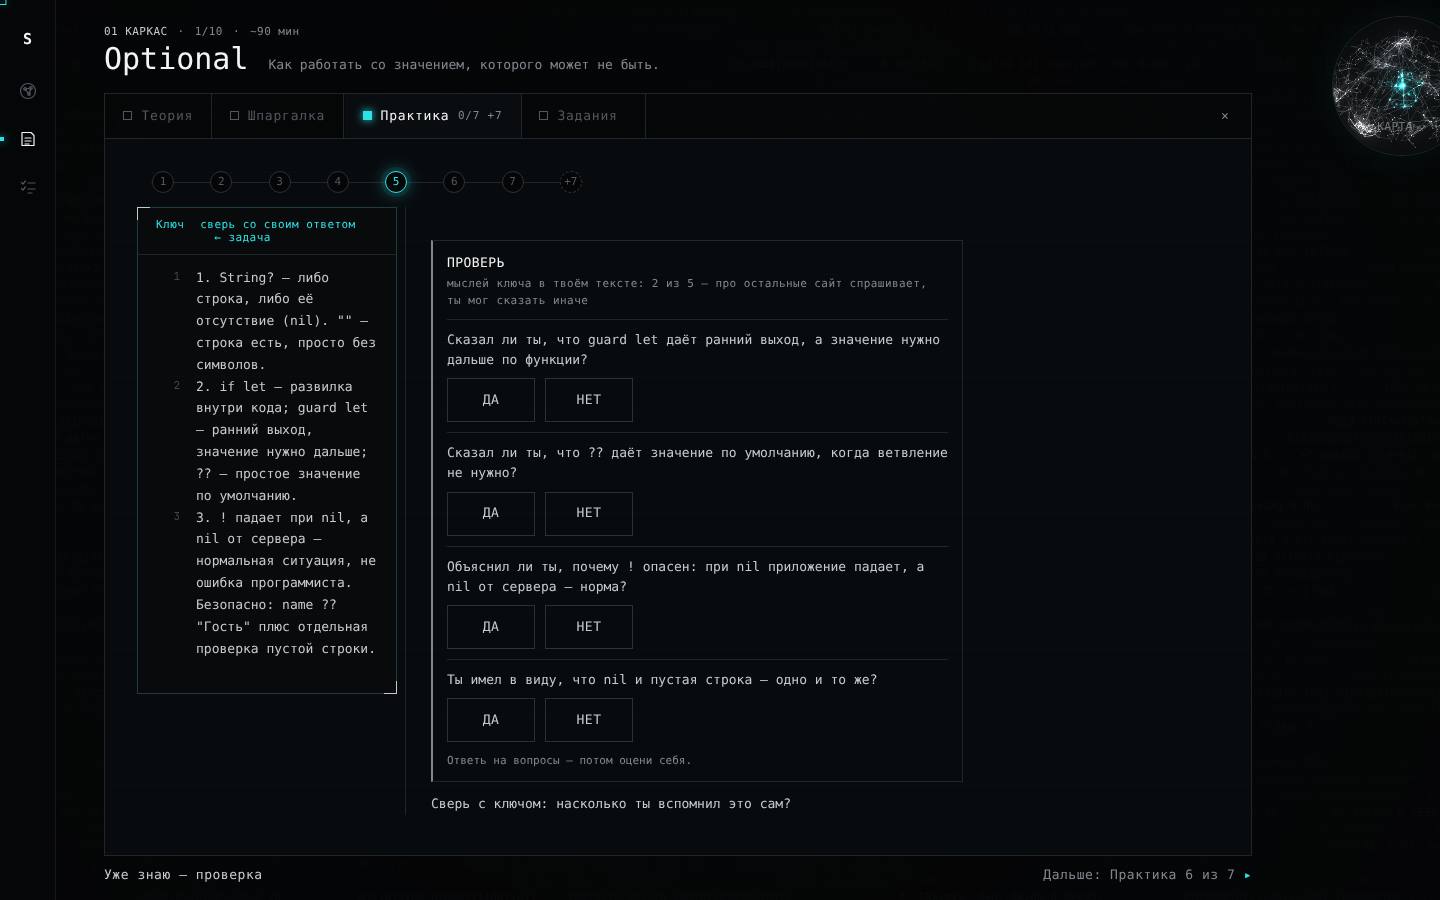 S
01 КАРКАС · 1/10 · ~90 мин
Optional Как работать со значением, которого может не быть.
КАРТА
Теория
Шпаргалка
Практика 0/7 +7
Задания
×
1 2 3 4 5 6 7 +7
Ключ сверь со своим ответом
← задача
1 1. String? — либо
строка, либо её
отсутствие (nil). "" —
строка есть, просто без
символов.
2 2. if let — развилка
внутри кода; guard let
— ранний выход,
значение нужно дальше;
?? — простое значение
по умолчанию.
3 3. ! падает при nil, а
nil от сервера —
нормальная ситуация, не
ошибка программиста.
Безопасно: name ??
"Гость" плюс отдельная
проверка пустой строки.
ПРОВЕРЬ
мыслей ключа в твоём тексте: 2 из 5 — про остальные сайт спрашивает,
ты мог сказать иначе
Сказал ли ты, что guard let даёт ранний выход, а значение нужно
дальше по функции?
ДА НЕТ
Сказал ли ты, что ?? даёт значение по умолчанию, когда ветвление
не нужно?
ДА НЕТ
Объяснил ли ты, почему ! опасен: при nil приложение падает, а
nil от сервера — норма?
ДА НЕТ
Ты имел в виду, что nil и пустая строка — одно и то же?
ДА НЕТ
Ответь на вопросы — потом оцени себя.
Сверь с ключом: насколько ты вспомнил это сам?
Уже знаю — проверка
Дальше: Практика 6 из 7 ▸